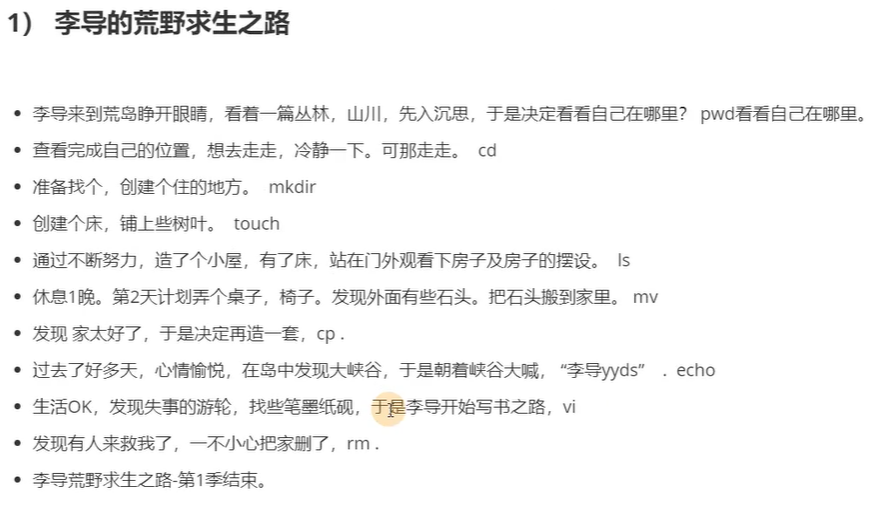 1） 李导的荒野求生之路
李导来到荒岛睁开眼睛，看着一篇丛林，山川，先入沉思，于是决定看看自己在哪里？ pwd看看自己在哪里。
查看完成自己的位置，想去走走，冷静一下。可那走走。 cd
准备找个，创建个住的地方。 mkdir
创建个床，铺上些树叶。 touch
通过不断努力，造了个小屋，有了床，站在门外观看下房子及房子的摆设。 ls
休息1晚。第2天计划弄个桌子，椅子。发现外面有些石头。把石头搬到家里。 mv
发现 家太好了，于是决定再造一套，cp .
过去了好多天，心情愉悦，在岛中发现大峡谷，于是朝着峡谷大喊，“李导yyds” . echo
生活OK，发现失事的游轮，找些笔墨纸砚，于是李导开始写书之路，vi
发现有人来救我了，一不小心把家删了，rm .
李导荒野求生之路-第1季结束。